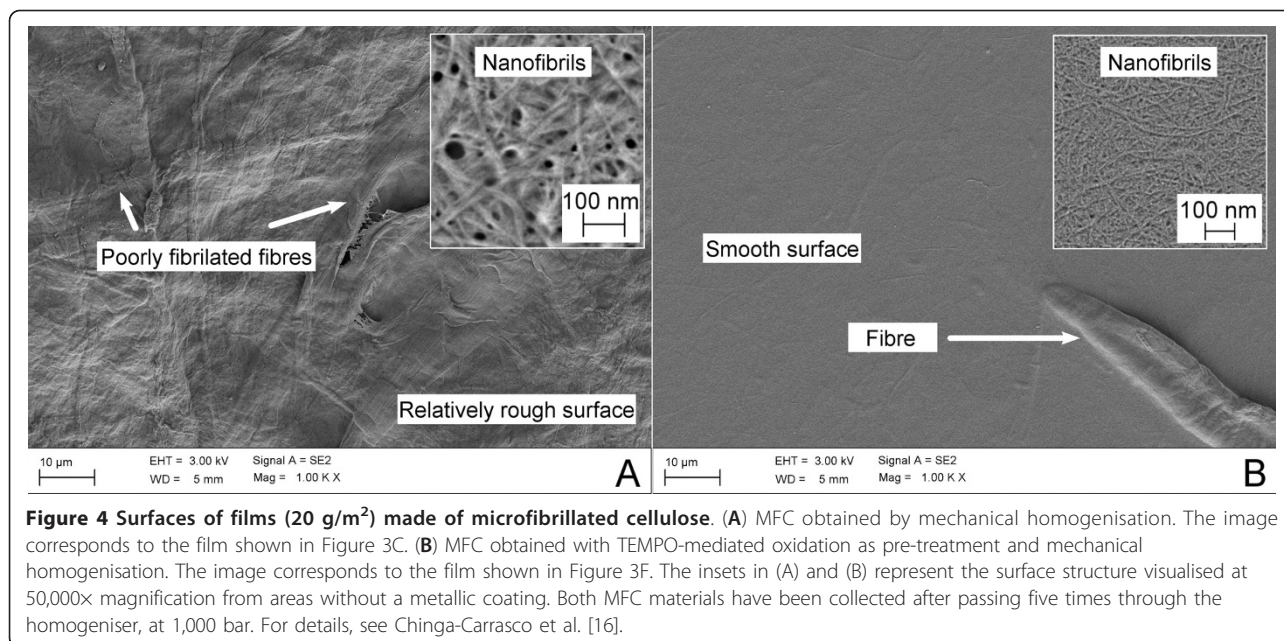 Nanofibrils
100 nm
Poorly fibrilated fibres
Relatively rough surface
10 µm
EHT = 3.00 kV
Signal A = SE2
WD = 5 mm
Mag = 1.00 K X
A
Nanofibrils
100 nm
Smooth surface
Fibre
10 µm
EHT = 3.00 kV
Signal A = SE2
WD = 5 mm
Mag = 1.00 K X
B
Figure 4 Surfaces of films (20 g/m²) made of microfibrillated cellulose. (A) MFC obtained by mechanical homogenisation. The image
corresponds to the film shown in Figure 3C. (B) MFC obtained with TEMPO-mediated oxidation as pre-treatment and mechanical
homogenisation. The image corresponds to the film shown in Figure 3F. The insets in (A) and (B) represent the surface structure visualised at
50,000× magnification from areas without a metallic coating. Both MFC materials have been collected after passing five times through the
homogeniser, at 1,000 bar. For details, see Chinga-Carrasco et al. [16].